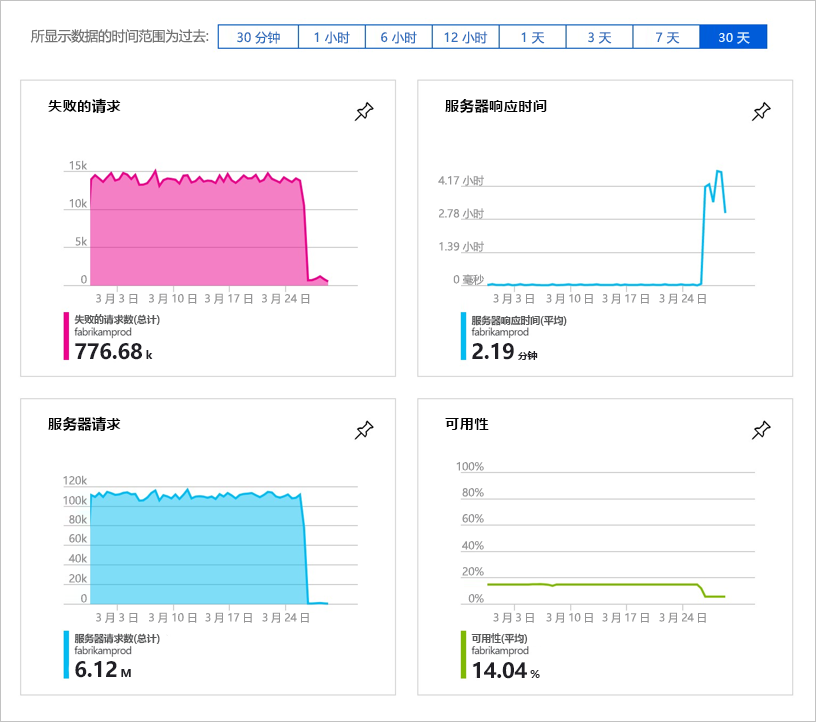 所显示数据的时间范围为过去: 30 分钟 1 小时 6 小时 12 小时 1 天 3 天 7 天 30 天
失败的请求
15k
10k
5k
0
3 月 3 日 3 月 10 日 3 月 17 日 3 月 24 日
失败的请求数(总计)
fabrikamprod
776.68 k
服务器响应时间
4.17 小时
2.78 小时
1.39 小时
0 毫秒
3 月 3 日 3 月 10 日 3 月 17 日 3 月 24 日
服务器响应时间(平均)
fabrikamprod
2.19 分钟
服务器请求
120k
100k
80k
60k
40k
20k
0
3 月 3 日 3 月 10 日 3 月 17 日 3 月 24 日
服务器请求数(总计)
fabrikamprod
6.12 M
可用性
100%
80%
60%
40%
20%
0%
3 月 3 日 3 月 10 日 3 月 17 日 3 月 24 日
可用性(平均)
fabrikamprod
14.04 %